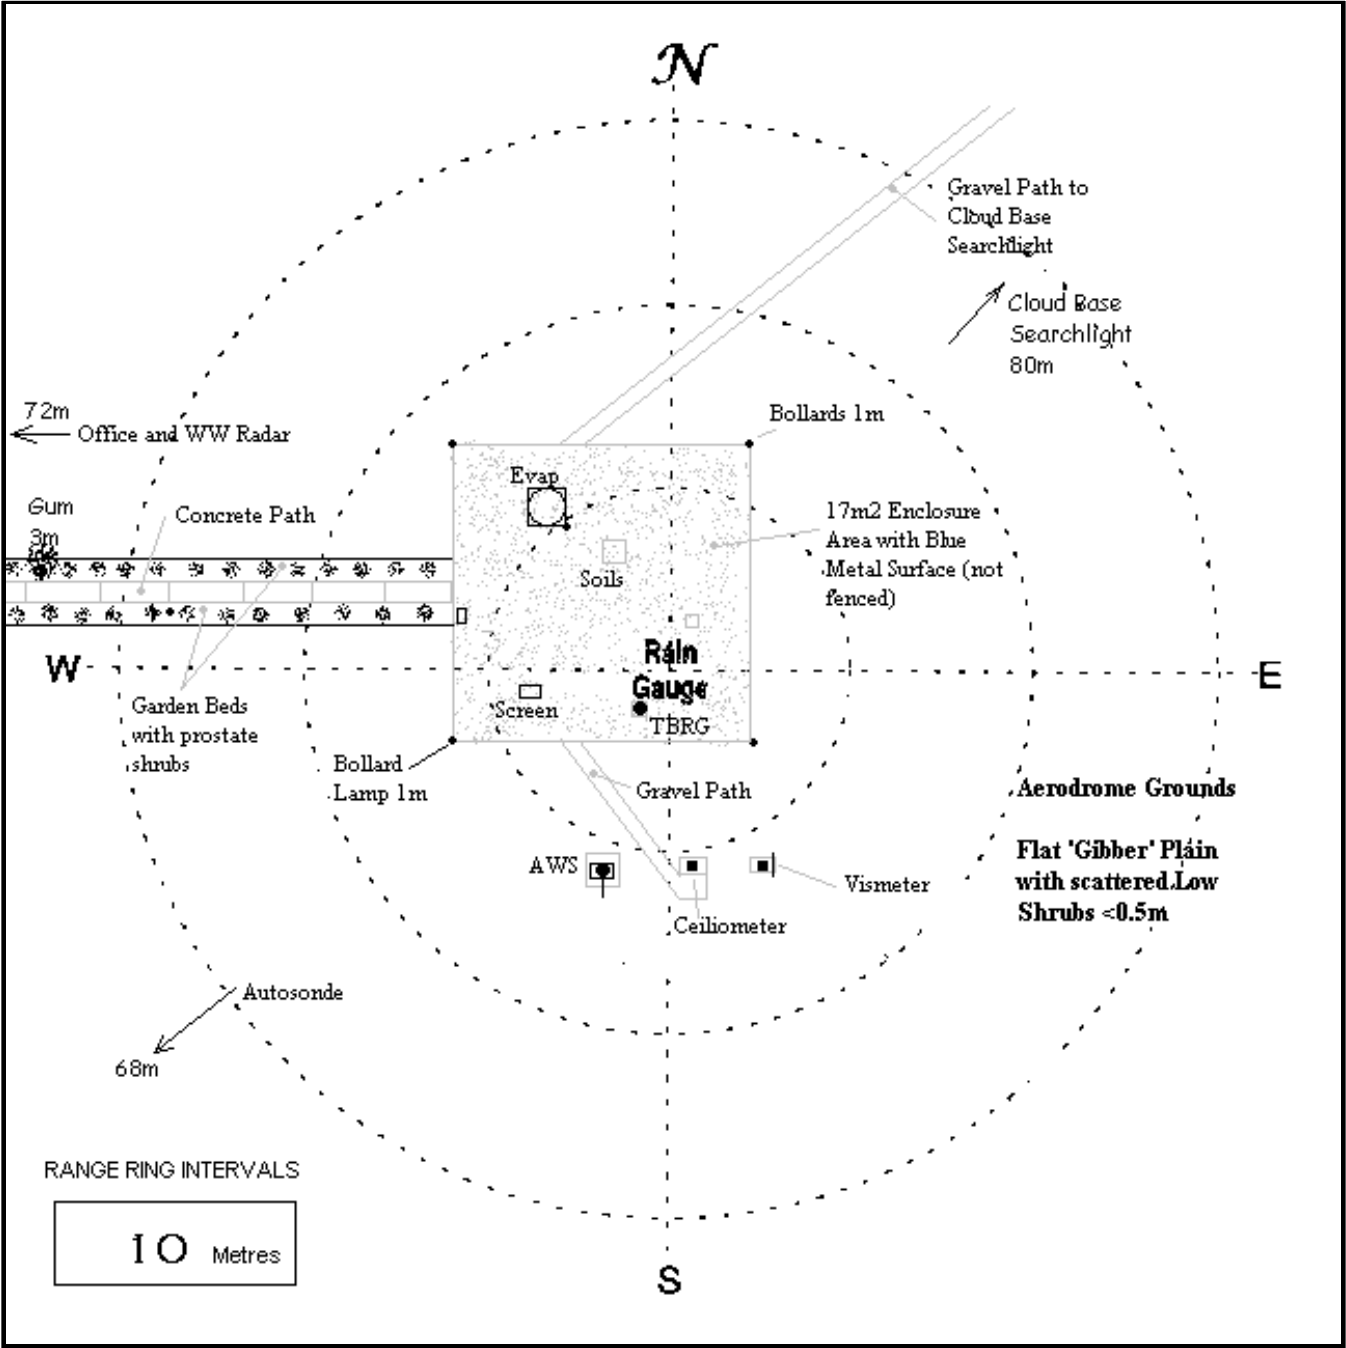 N
Gravel Path to
Cloud Base
Searchlight
Cloud Base
Searchlight
80m
72m
Office and WW Radar
Bollards 1m
Evap
Gum
3m
Concrete Path
17m2 Enclosure
Area with Blue
Metal Surface (not
fenced)
Soils
Rain
Gauge
W
E
Screen
TBRG
Garden Beds
with prostate
shrubs
Bollard
Lamp 1m
Gravel Path
Aerodrome Grounds
Flat 'Gibber' Plain
with scattered Low
Shrubs <0.5m
AWS
Vismeter
Ceiliometer
Autosonde
68m
RANGE RING INTERVALS
10 Metres
S